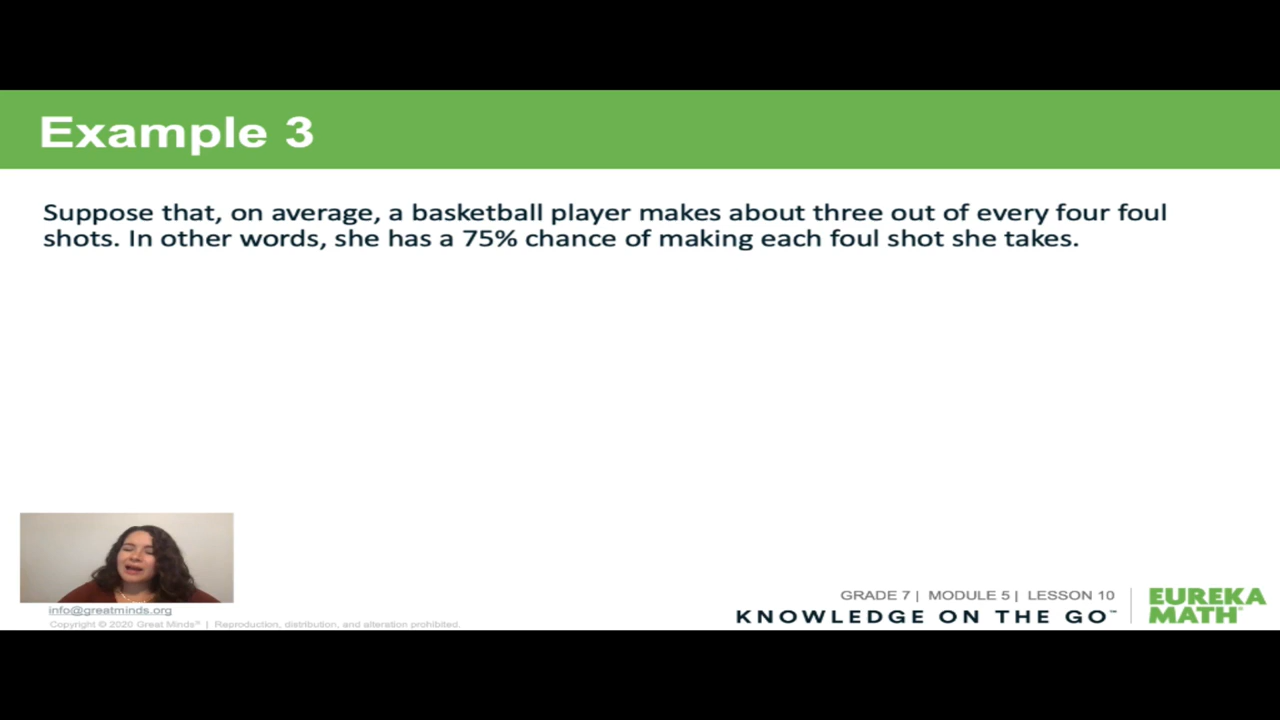 Example 3
Suppose that, on average, a basketball player makes about three out of every four foul
shots. In other words, she has a 75% chance of making each foul shot she takes.
info@greatminds.org
Copyright © 2020 Great Minds® | Reproduction, distribution, and alteration prohibited.
GRADE 7 | MODULE 5 | LESSON 10
KNOWLEDGE ON THE GO™
EUREKA
MATH®